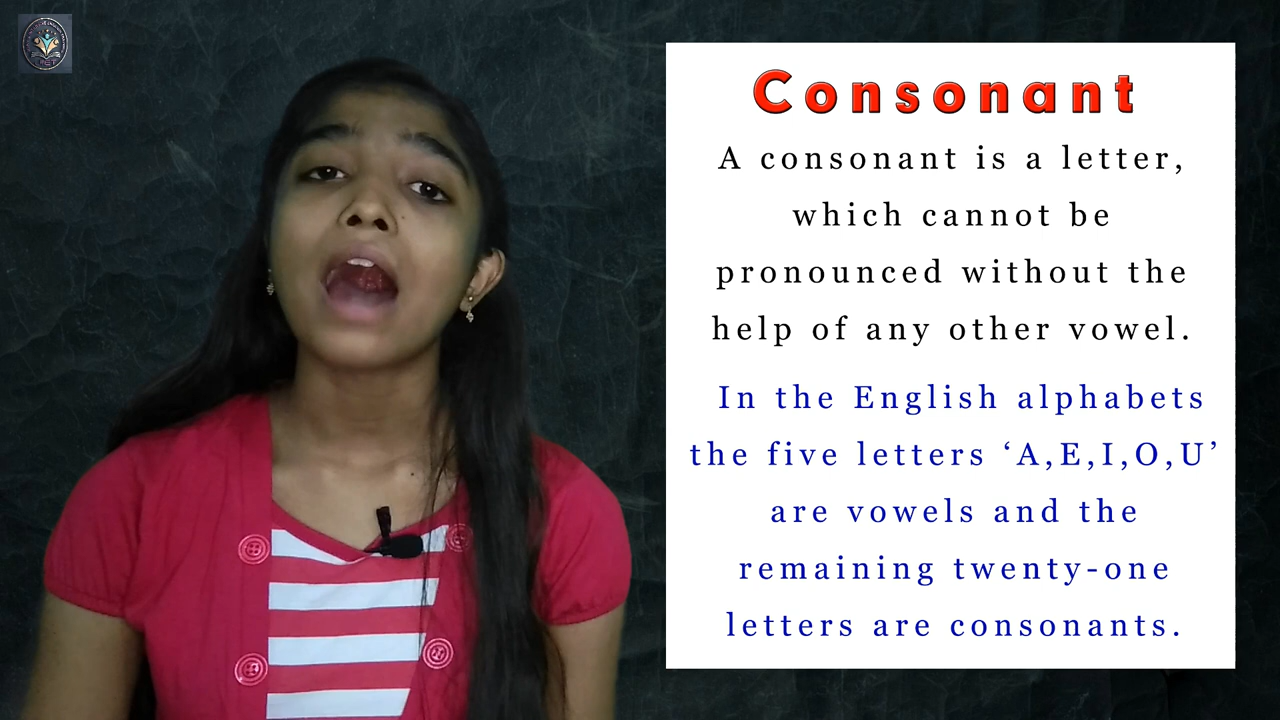 Consonant
A consonant is a letter,
which cannot be
pronounced without the
help of any other vowel.
In the English alphabets
the five letters ‘A,E,I,O,U’
are vowels and the
remaining twenty-one
letters are consonants.